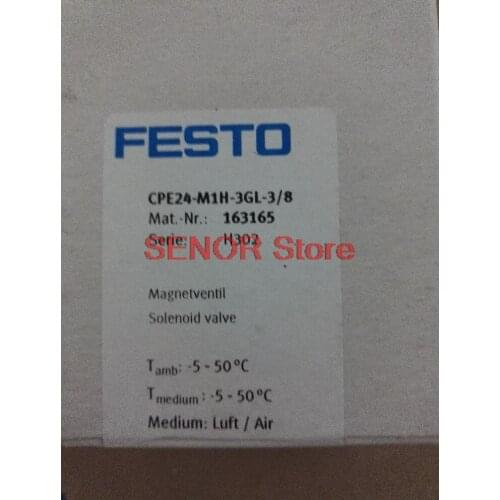 FESTO
CPE24-M1H-3GL-3/8
Mat.-Nr.: 163165
Serie: H302
SENOR Store
Magnetventil
Solenoid valve
Tamb: -5 - 50°C
Tmedium: -5 - 50°C
Medium: Luft / Air